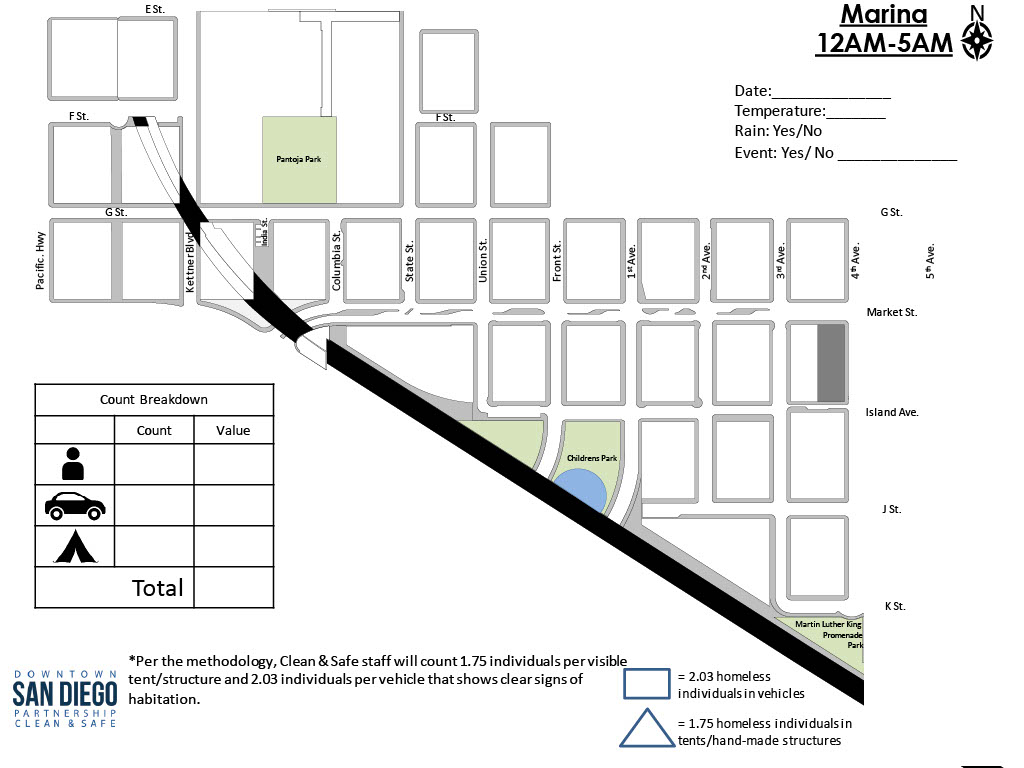 E St.
Marina
N
12AM-5AM
Date:______________
Temperature:_______
Rain: Yes/No
Event: Yes/ No ______________
F St.
F St.
Pantoja Park
G St.
G St.
Pacific. Hwy
Kettner Blvd
India St.
Columbia St.
State St.
Union St.
Front St.
1st Ave.
2nd Ave.
3rd Ave.
4th Ave.
5th Ave.
Market St.
Island Ave.
Childrens Park
J St.
K St.
Martin Luther King
Promenade
Park
Count Breakdown
Count Value
Total
*Per the methodology, Clean & Safe staff will count 1.75 individuals per visible
tent/structure and 2.03 individuals per vehicle that shows clear signs of
habitation.
DOWNTOWN
SAN DIEGO
PARTNERSHIP
CLEAN & SAFE
= 2.03 homeless
individuals in vehicles
= 1.75 homeless individuals in
tents/hand-made structures